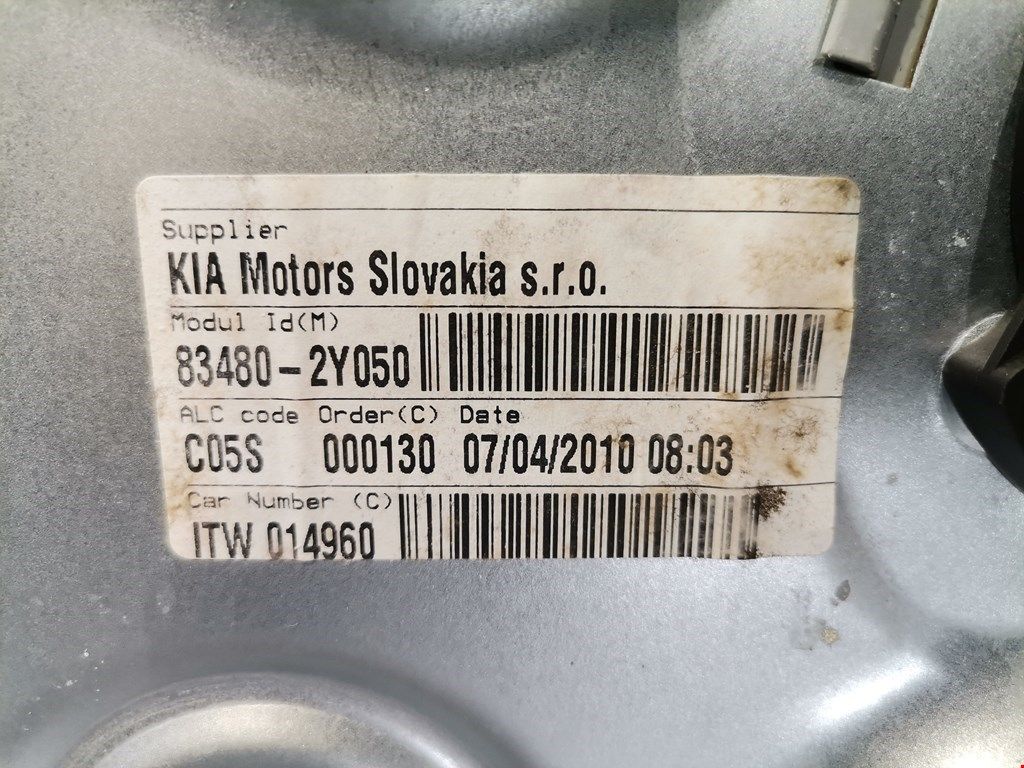 Supplier
KIA Motors Slovakia s.r.o.
Modul Id(M)
83480-2Y050
ALC code Order(C) Date
C05S 000130 07/04/2010 08:03
Car Number (C)
ITW 014960